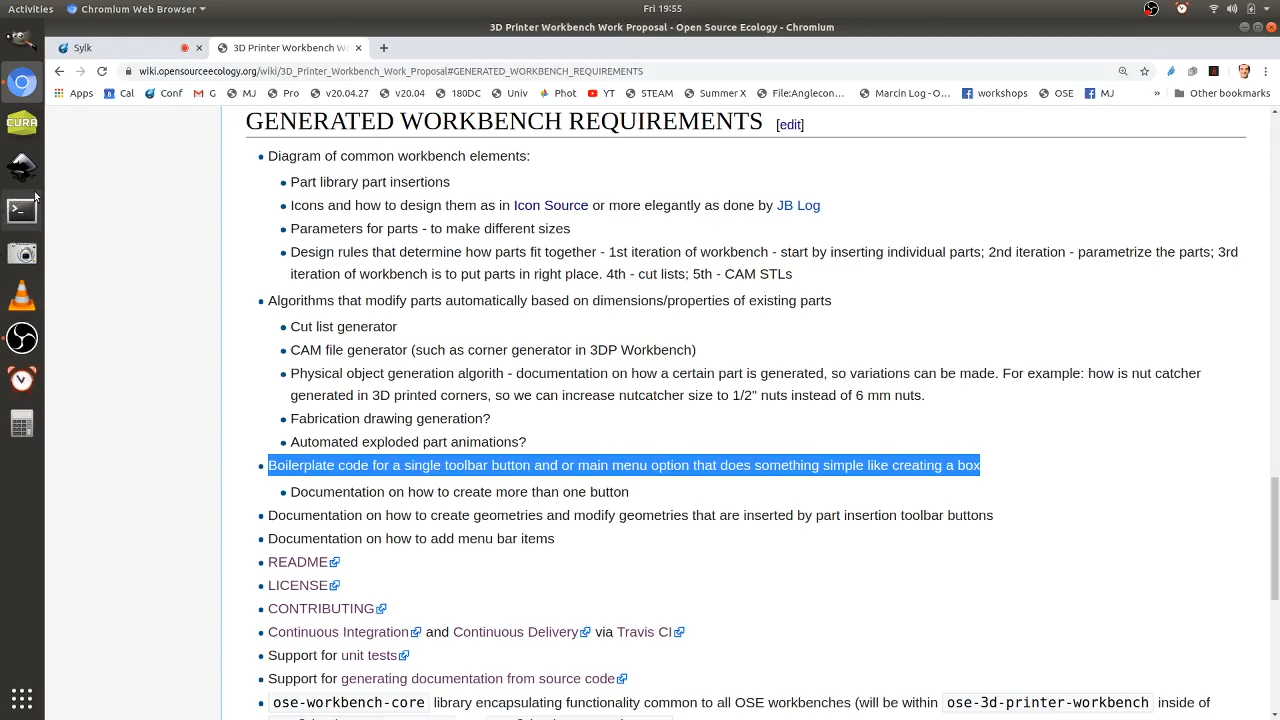 Activities Chromium Web Browser Fri 19:55
3D Printer Workbench Work Proposal - Open Source Ecology - Chromium
Sylk 3D Printer Workbench Wo
wiki.opensourceecology.org/wiki/3D_Printer_Workbench_Work_Proposal#GENERATED_WORKBENCH_REQUIREMENTS
Apps Cal Conf G MJ Pro v20.04.27 v20.04 180DC Univ Phot YT STEAM Summer X File:Anglecon... Marcin Log - O... workshops OSE MJ » Other bookmarks
CURA
GENERATED WORKBENCH REQUIREMENTS [edit]
Diagram of common workbench elements:
Part library part insertions
Icons and how to design them as in Icon Source or more elegantly as done by JB Log
Parameters for parts - to make different sizes
Design rules that determine how parts fit together - 1st iteration of workbench - start by inserting individual parts; 2nd iteration - parametrize the parts; 3rd
iteration of workbench is to put parts in right place. 4th - cut lists; 5th - CAM STLs
Algorithms that modify parts automatically based on dimensions/properties of existing parts
Cut list generator
CAM file generator (such as corner generator in 3DP Workbench)
Physical object generation algorith - documentation on how a certain part is generated, so variations can be made. For example: how is nut catcher
generated in 3D printed corners, so we can increase nutcatcher size to 1/2" nuts instead of 6 mm nuts.
Fabrication drawing generation?
Automated exploded part animations?
Boilerplate code for a single toolbar button and or main menu option that does something simple like creating a box
Documentation on how to create more than one button
Documentation on how to create geometries and modify geometries that are inserted by part insertion toolbar buttons
Documentation on how to add menu bar items
README
LICENSE
CONTRIBUTING
Continuous Integration and Continuous Delivery via Travis CI
Support for unit tests
Support for generating documentation from source code
ose-workbench-core library encapsulating functionality common to all OSE workbenches (will be within ose-3d-printer-workbench inside of